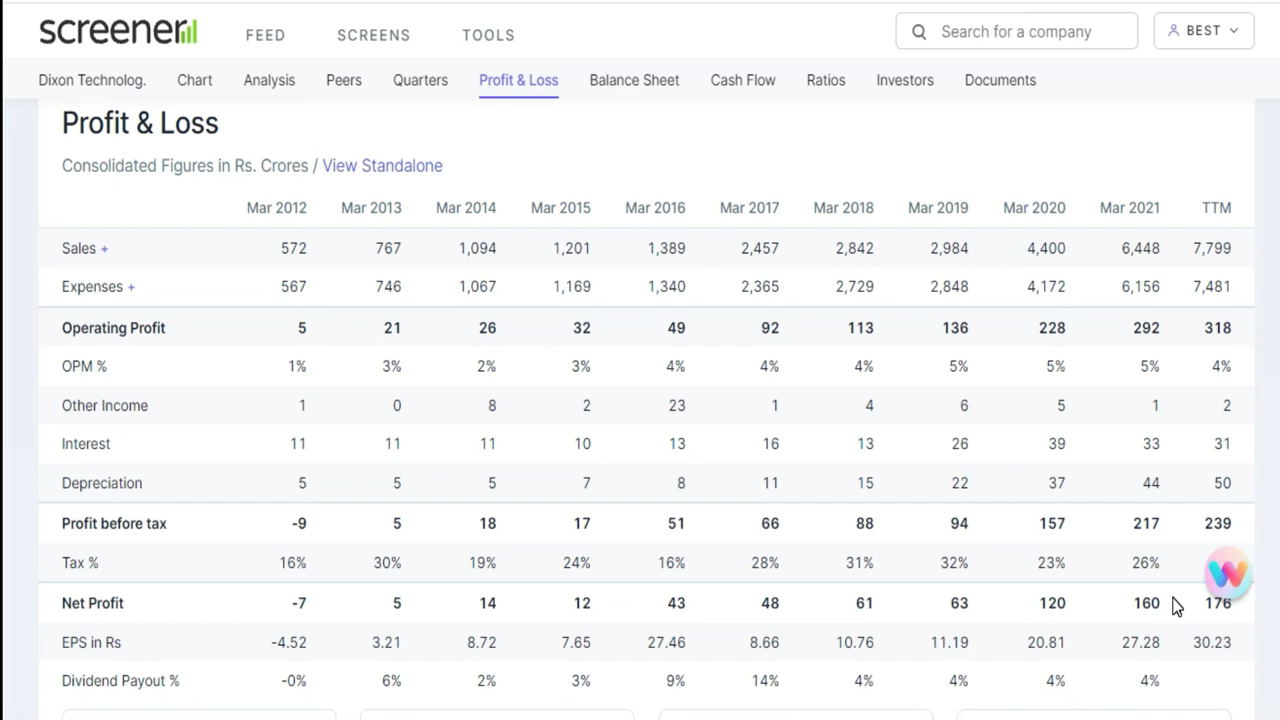 screener FEED SCREENS TOOLS Search for a company BEST
Dixon Technolog. Chart Analysis Peers Quarters Profit & Loss Balance Sheet Cash Flow Ratios Investors Documents
Profit & Loss
Consolidated Figures in Rs. Crores / View Standalone
Mar 2012 Mar 2013 Mar 2014 Mar 2015 Mar 2016 Mar 2017 Mar 2018 Mar 2019 Mar 2020 Mar 2021 TTM
Sales + 572 767 1,094 1,201 1,389 2,457 2,842 2,984 4,400 6,448 7,799
Expenses + 567 746 1,067 1,169 1,340 2,365 2,729 2,848 4,172 6,156 7,481
Operating Profit 5 21 26 32 49 92 113 136 228 292 318
OPM % 1% 3% 2% 3% 4% 4% 4% 5% 5% 5% 4%
Other Income 1 0 8 2 23 1 4 6 5 1 2
Interest 11 11 11 10 13 16 13 26 39 33 31
Depreciation 5 5 5 7 8 11 15 22 37 44 50
Profit before tax -9 5 18 17 51 66 88 94 157 217 239
Tax % 16% 30% 19% 24% 16% 28% 31% 32% 23% 26%
Net Profit -7 5 14 12 43 48 61 63 120 160 176
EPS in Rs -4.52 3.21 8.72 7.65 27.46 8.66 10.76 11.19 20.81 27.28 30.23
Dividend Payout % -0% 6% 2% 3% 9% 14% 4% 4% 4% 4%